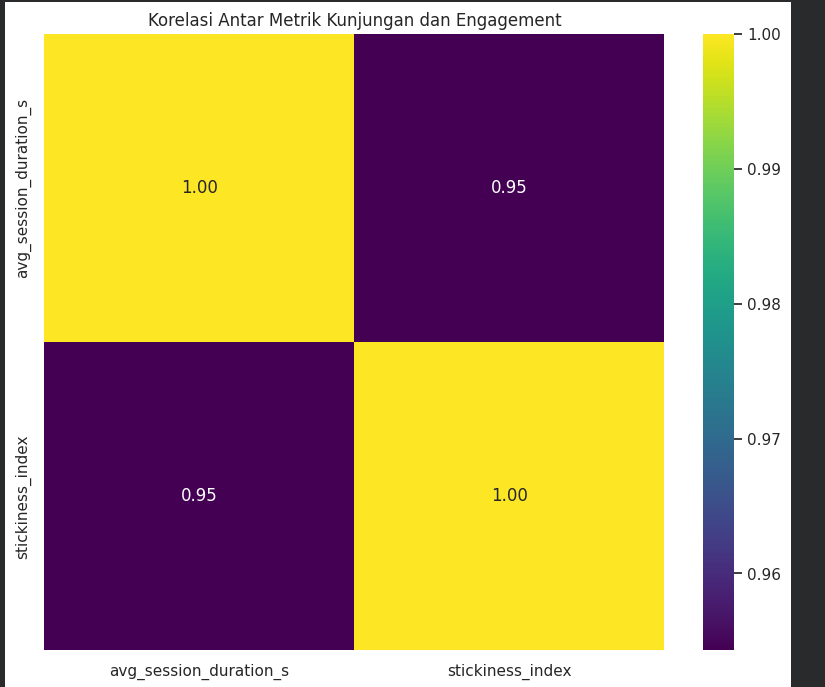 Korelasi Antar Metrik Kunjungan dan Engagement
avg_session_duration_s
1.00
0.95
stickiness_index
0.95
1.00
avg_session_duration_s
stickiness_index
1.00
0.99
0.98
0.97
0.96